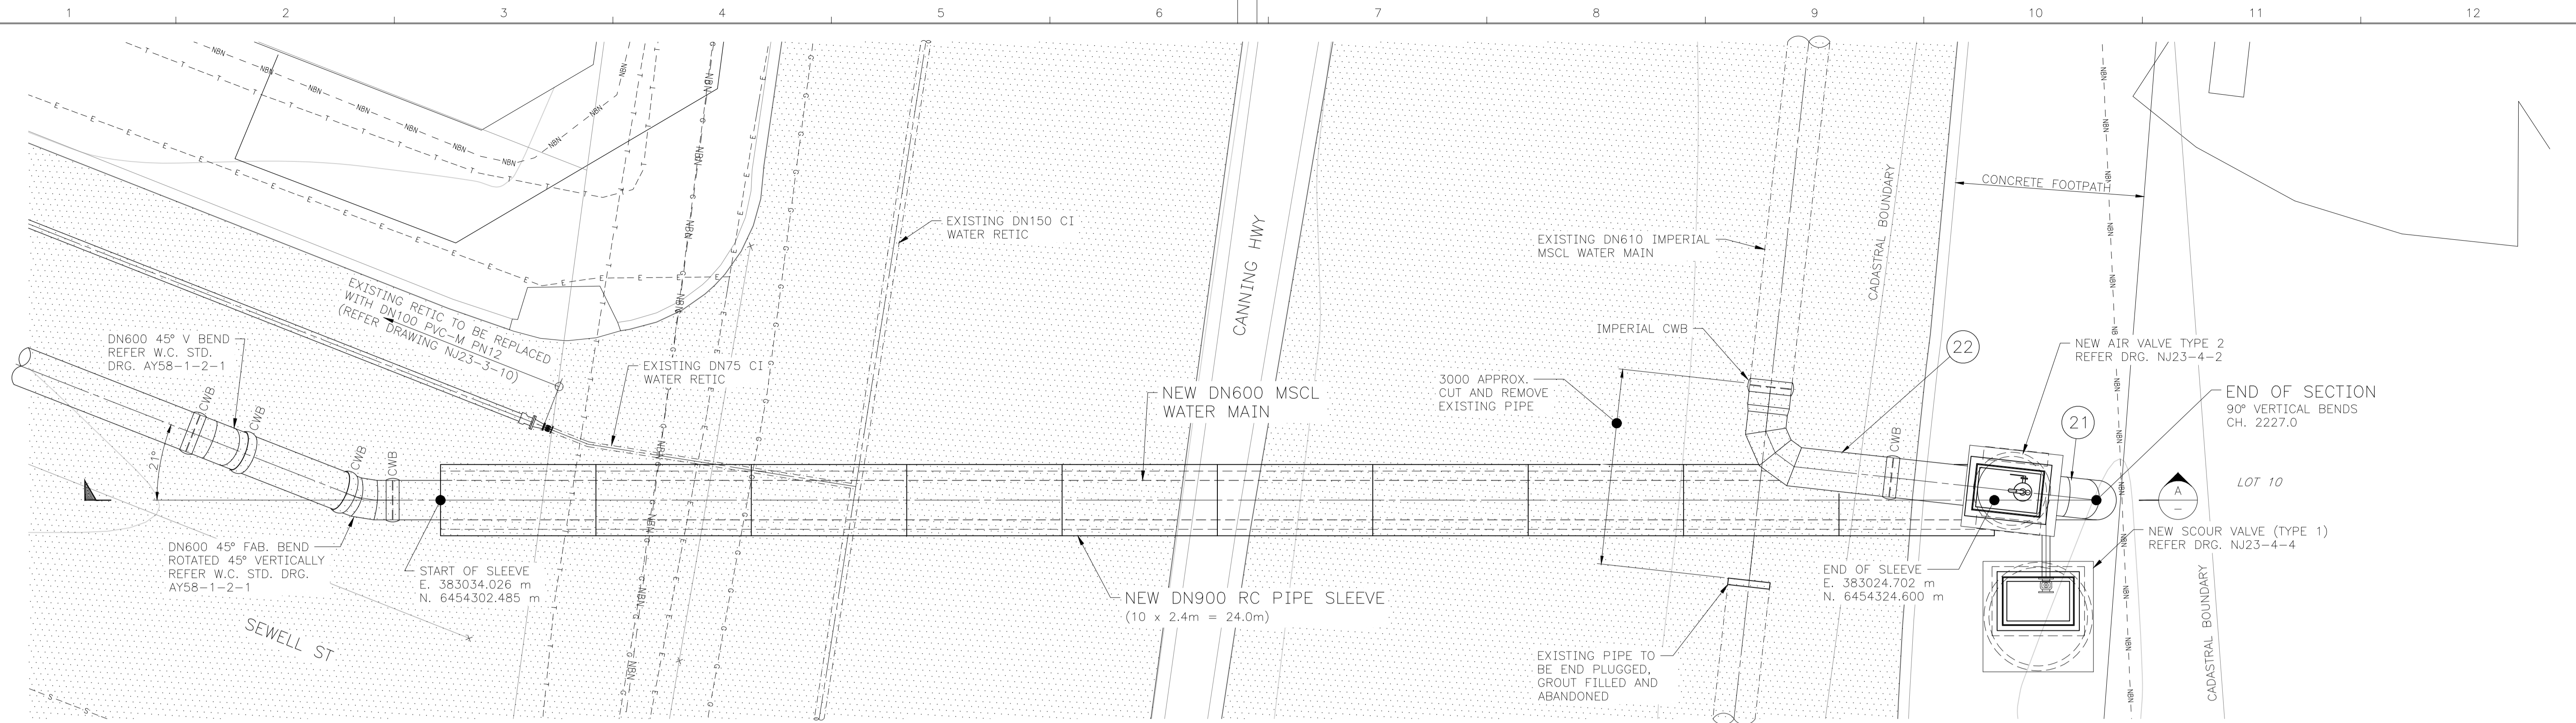 1 2 3 4 5 6 7 8 9 10 11 12
CONCRETE FOOTPATH
CADASTRAL BOUNDARY
CANNING HWY
EXISTING DN150 CI
WATER RETIC
EXISTING DN610 IMPERIAL
MSCL WATER MAIN
EXISTING RETIC TO BE REPLACED
WITH DN100 PVC-M PN12
(REFER DRAWING NJ23-3-10)
DN600 45° V BEND
REFER W.C. STD.
DRG. AY58-1-2-1
IMPERIAL CWB
22
NEW AIR VALVE TYPE 2
REFER DRG. NJ23-4-2
EXISTING DN75 CI
WATER RETIC
3000 APPROX.
CUT AND REMOVE
EXISTING PIPE
NEW DN600 MSCL
WATER MAIN
END OF SECTION
90° VERTICAL BENDS
CH. 2227.0
CWB
CWB
CWB
CWB
CWB
21
21°
A
–
LOT 10
NEW SCOUR VALVE (TYPE 1)
REFER DRG. NJ23-4-4
DN600 45° FAB. BEND
ROTATED 45° VERTICALLY
REFER W.C. STD. DRG.
AY58-1-2-1
START OF SLEEVE
E. 383034.026 m
N. 6454302.485 m
END OF SLEEVE
E. 383024.702 m
N. 6454324.600 m
NEW DN900 RC PIPE SLEEVE
(10 x 2.4m = 24.0m)
SEWELL ST
EXISTING PIPE TO
BE END PLUGGED,
GROUT FILLED AND
ABANDONED
CADASTRAL BOUNDARY